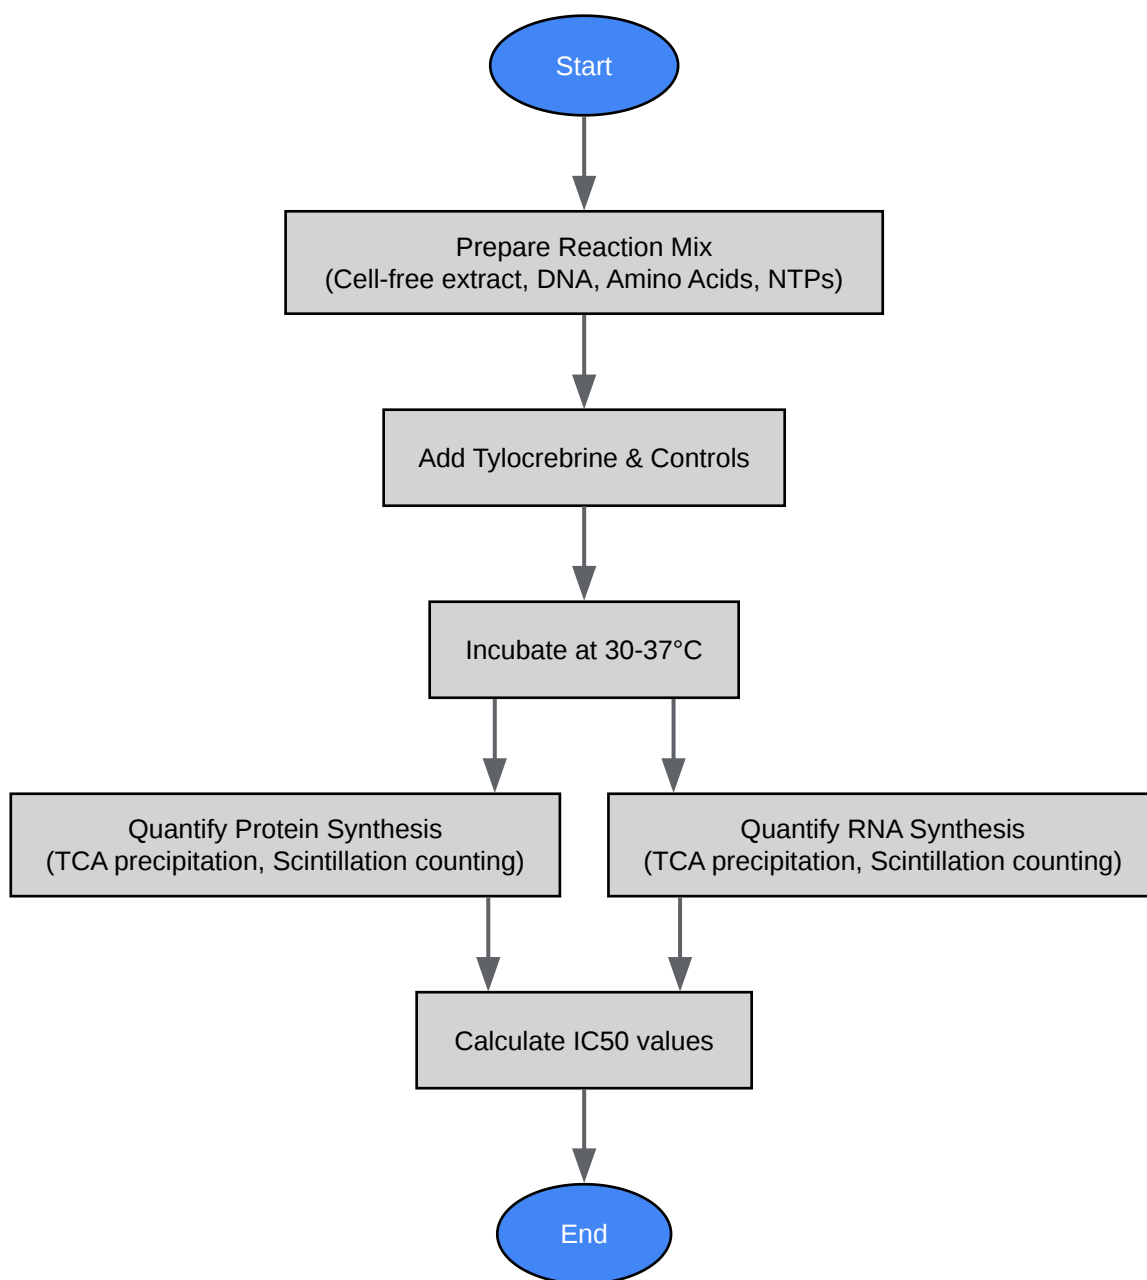 Start
Prepare Reaction Mix
(Cell-free extract, DNA, Amino Acids, NTPs)
Add Tylocrebrine & Controls
Incubate at 30-37°C
Quantify Protein Synthesis
(TCA precipitation, Scintillation counting)
Quantify RNA Synthesis
(TCA precipitation, Scintillation counting)
Calculate IC50 values
End